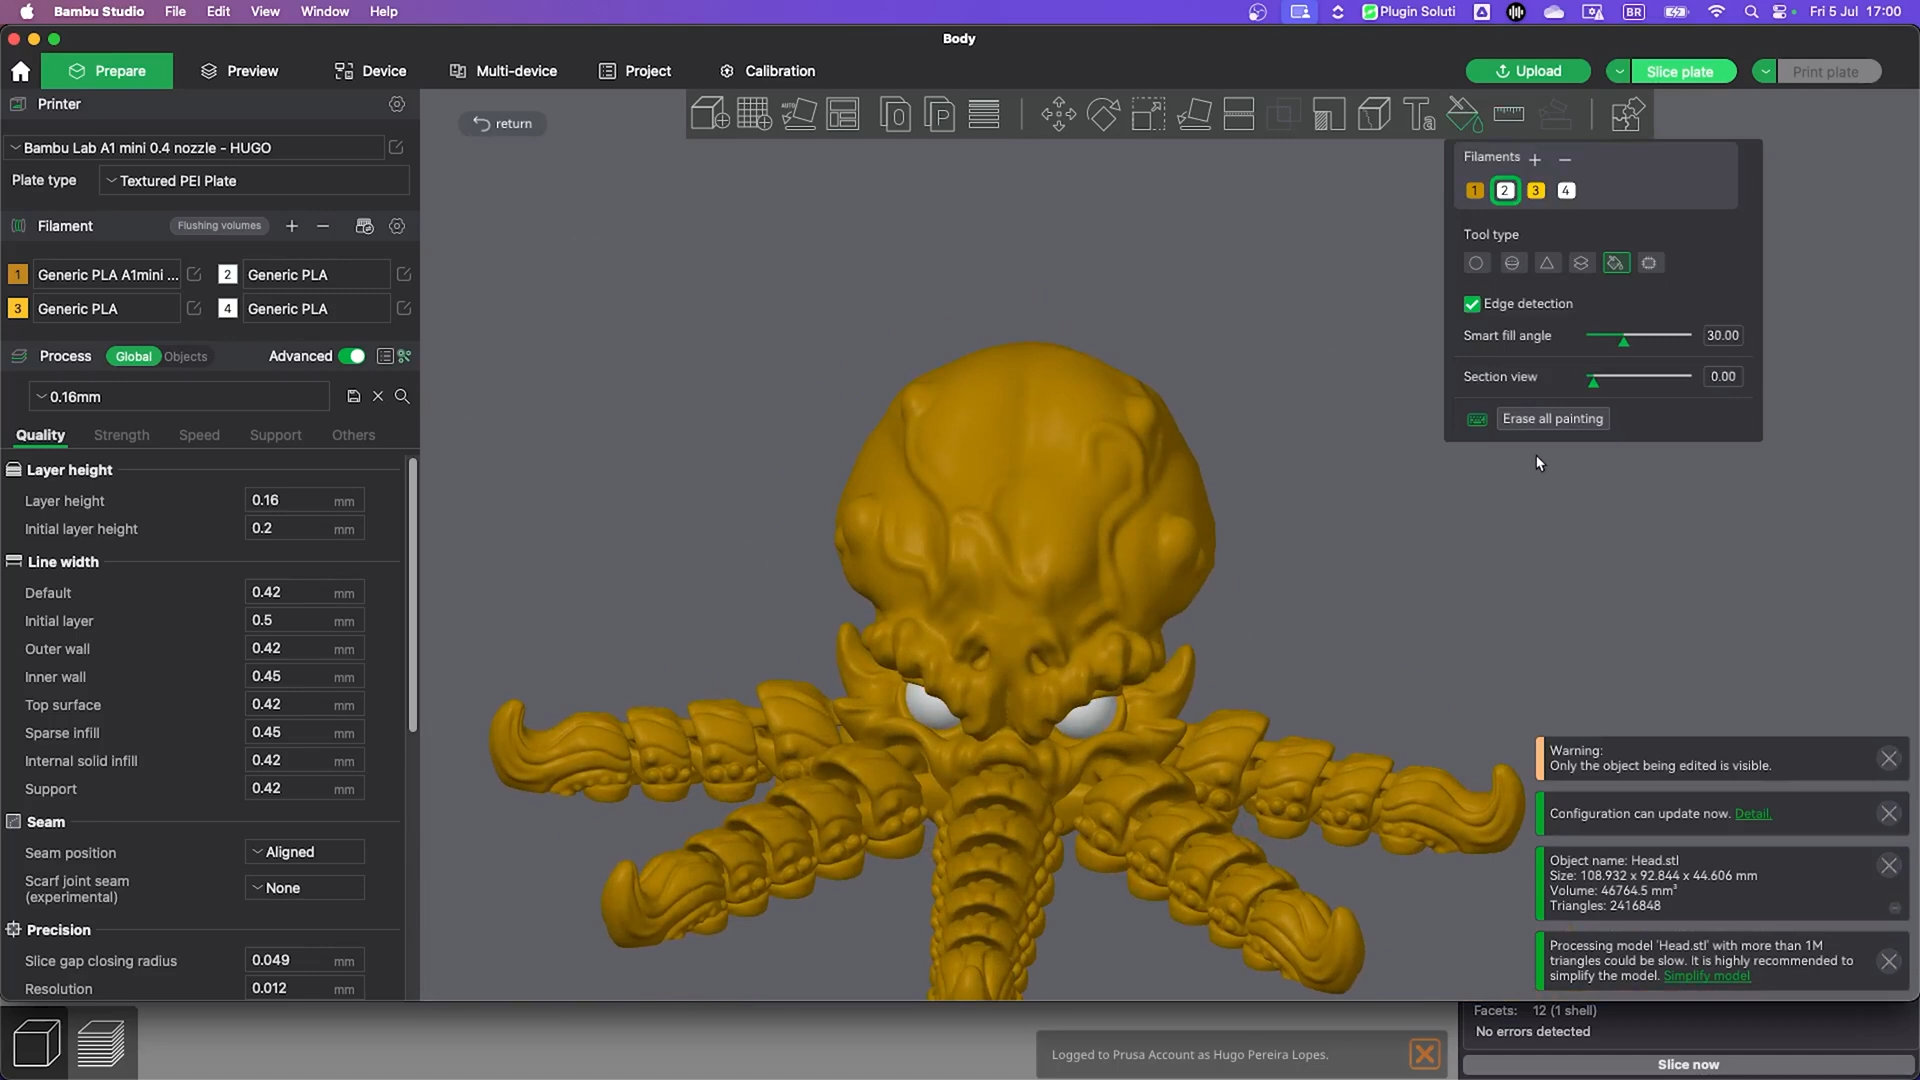 Bambu Studio File Edit View Window Help
Plugin Soluti BR Fri 5 Jul 17:00
Body
Prepare Preview Device Multi-device Project Calibration
Upload Slice plate Print plate
Printer
return
Bambu Lab A1 mini 0.4 nozzle - HUGO
Plate type Textured PEI Plate
Filament Flushing volumes
1 Generic PLA A1mini ... 2 Generic PLA
3 Generic PLA 4 Generic PLA
Process Global Objects Advanced
0.16mm
Quality Strength Speed Support Others
Layer height
Layer height 0.16 mm
Initial layer height 0.2 mm
Line width
Default 0.42 mm
Initial layer 0.5 mm
Outer wall 0.42 mm
Inner wall 0.45 mm
Top surface 0.42 mm
Sparse infill 0.45 mm
Internal solid infill 0.42 mm
Support 0.42 mm
Seam
Seam position Aligned
Scarf joint seam
(experimental) None
Precision
Slice gap closing radius 0.049 mm
Resolution 0.012 mm
Filaments + −
1 2 3 4
Tool type
Edge detection
Smart fill angle 30.00
Section view 0.00
Erase all painting
Warning:
Only the object being edited is visible.
Configuration can update now. Detail.
Object name: Head.stl
Size: 108.932 x 92.844 x 44.606 mm
Volume: 46764.5 mm³
Triangles: 2416848
Processing model 'Head.stl' with more than 1M
triangles could be slow. It is highly recommended to
simplify the model. Simplify model
Logged to Prusa Account as Hugo Pereira Lopes.
Facets: 12 (1 shell)
No errors detected
Slice now